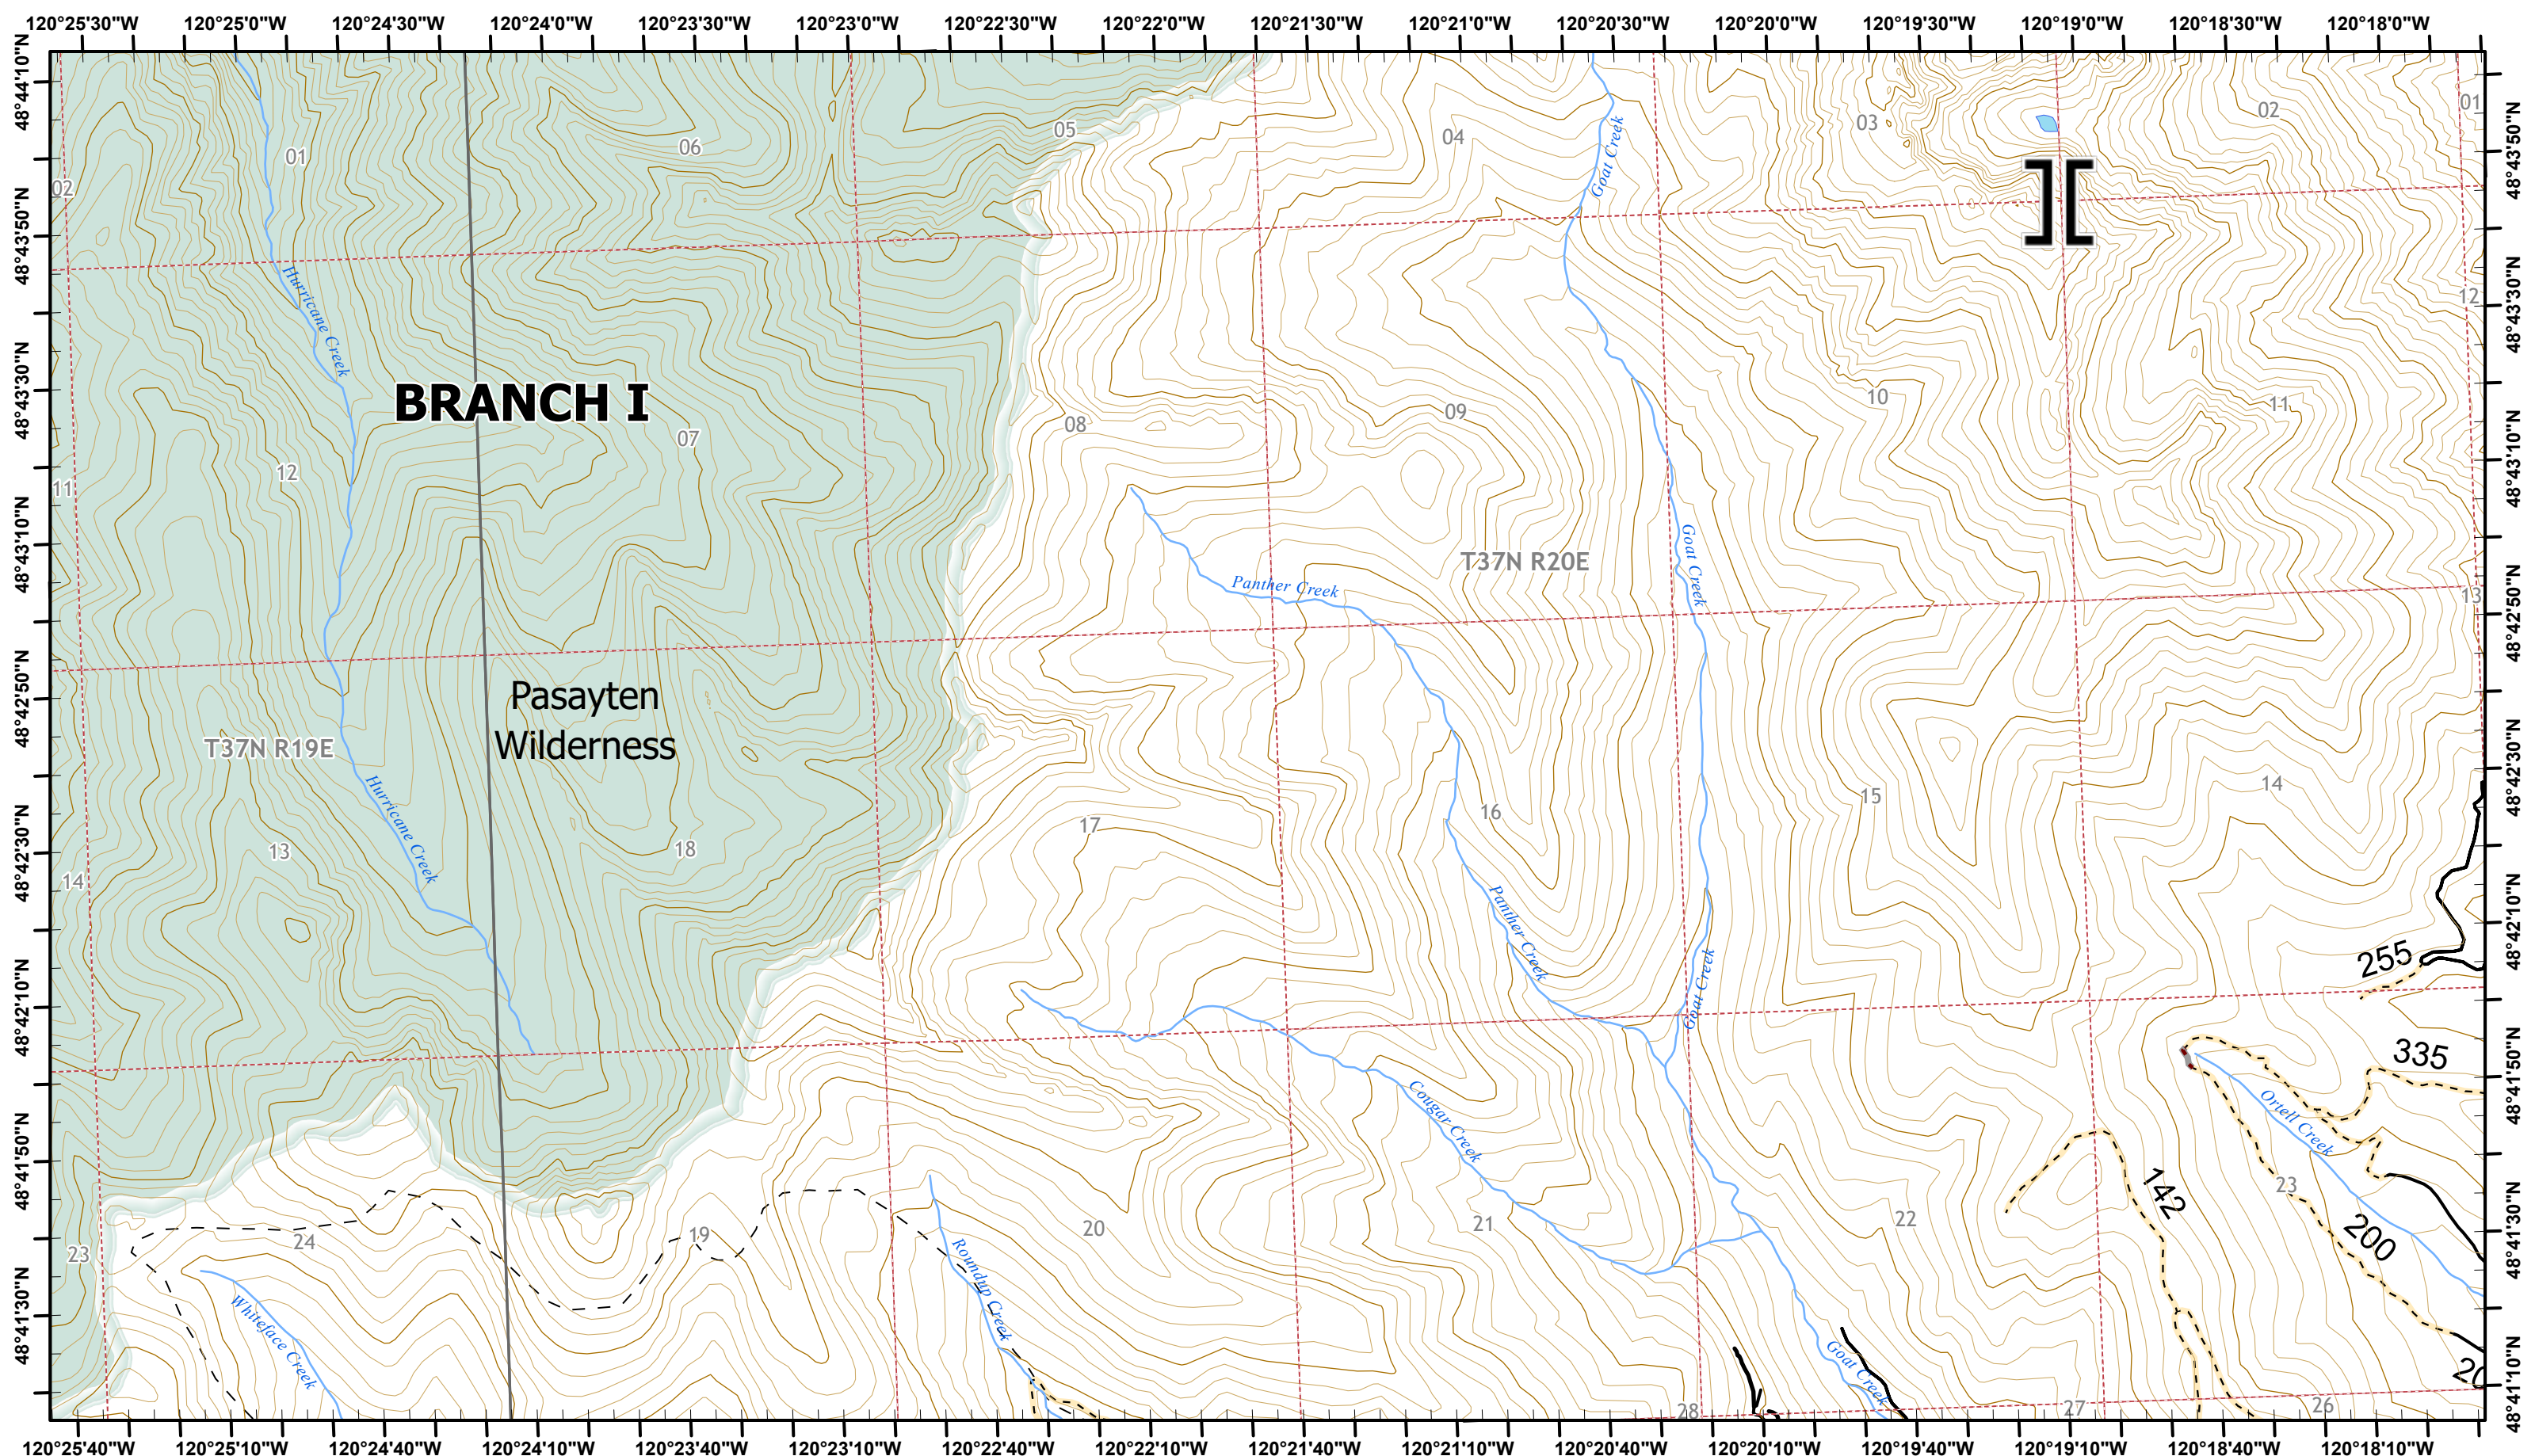 120°25'30"W 120°25'0"W 120°24'30"W 120°24'0"W 120°23'30"W 120°23'0"W 120°22'30"W 120°22'0"W 120°21'30"W 120°21'0"W 120°20'30"W 120°20'0"W 120°19'30"W 120°19'0"W 120°18'30"W 120°18'0"W
48°44'10"N
48°43'50"N
48°43'30"N
48°43'10"N
48°42'50"N
48°42'30"N
48°42'10"N
48°41'50"N
48°41'30"N
01
02
06
05
04
03
02
01
Goat Creek
][
Hurricane Creek
12
BRANCH I
11
12
07
08
09
10
11
Panther Creek
T37N R20E
Goat Creek
13
Pasayten
Wilderness
T37N R19E
Hurricane Creek
14
13
18
17
16
15
14
Panther Creek
Goat Creek
255
335
Cougar Creek
Ortell Creek
142
200
23
24
19
20
21
22
23
Roundup Creek
Whiteface Creek
Goat Creek
20
28
27
26
48°43'50"N
48°43'30"N
48°43'10"N
48°42'50"N
48°42'30"N
48°42'10"N
48°41'50"N
48°41'30"N
48°41'10"N
120°25'40"W 120°25'10"W 120°24'40"W 120°24'10"W 120°23'40"W 120°23'10"W 120°22'40"W 120°22'10"W 120°21'40"W 120°21'10"W 120°20'40"W 120°20'10"W 120°19'40"W 120°19'10"W 120°18'40"W 120°18'10"W